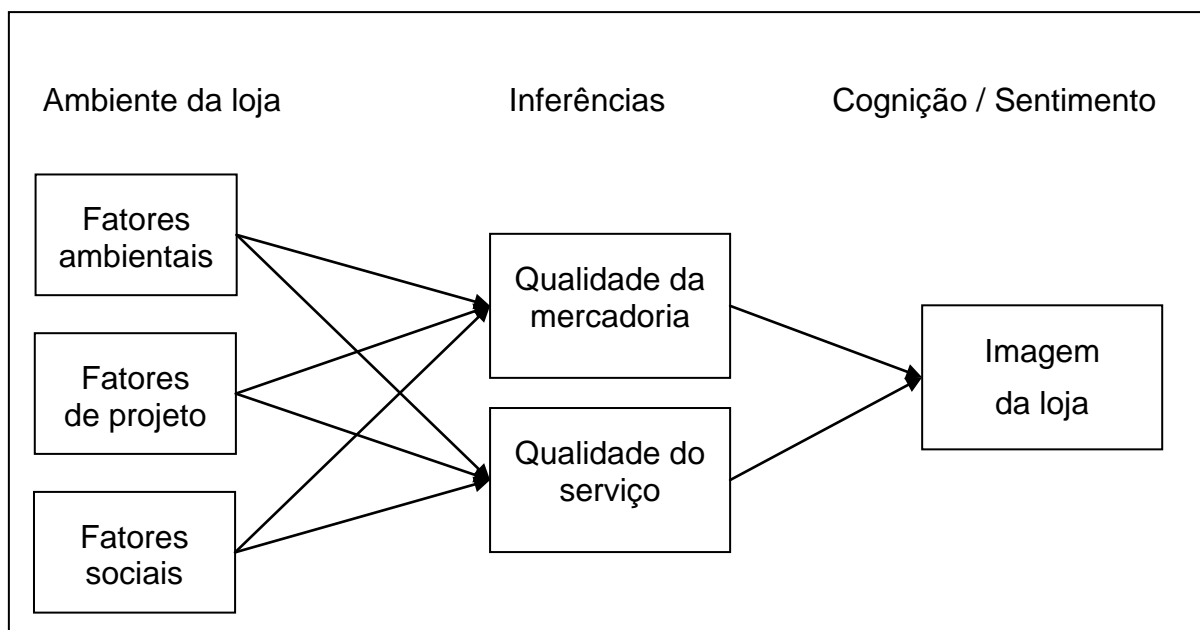 Ambiente da loja
Inferências
Cognição / Sentimento
Fatores
ambientais
Fatores
de projeto
Fatores
sociais
Qualidade da
mercadoria
Qualidade do
serviço
Imagem
da loja